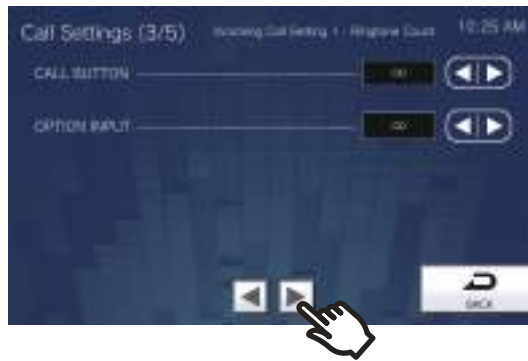 Call Settings (3/5) Incoming Call Setting 1 - Ringtone Count 10:25 AM
CALL BUTTON ∞
OPTION INPUT ∞
BACK